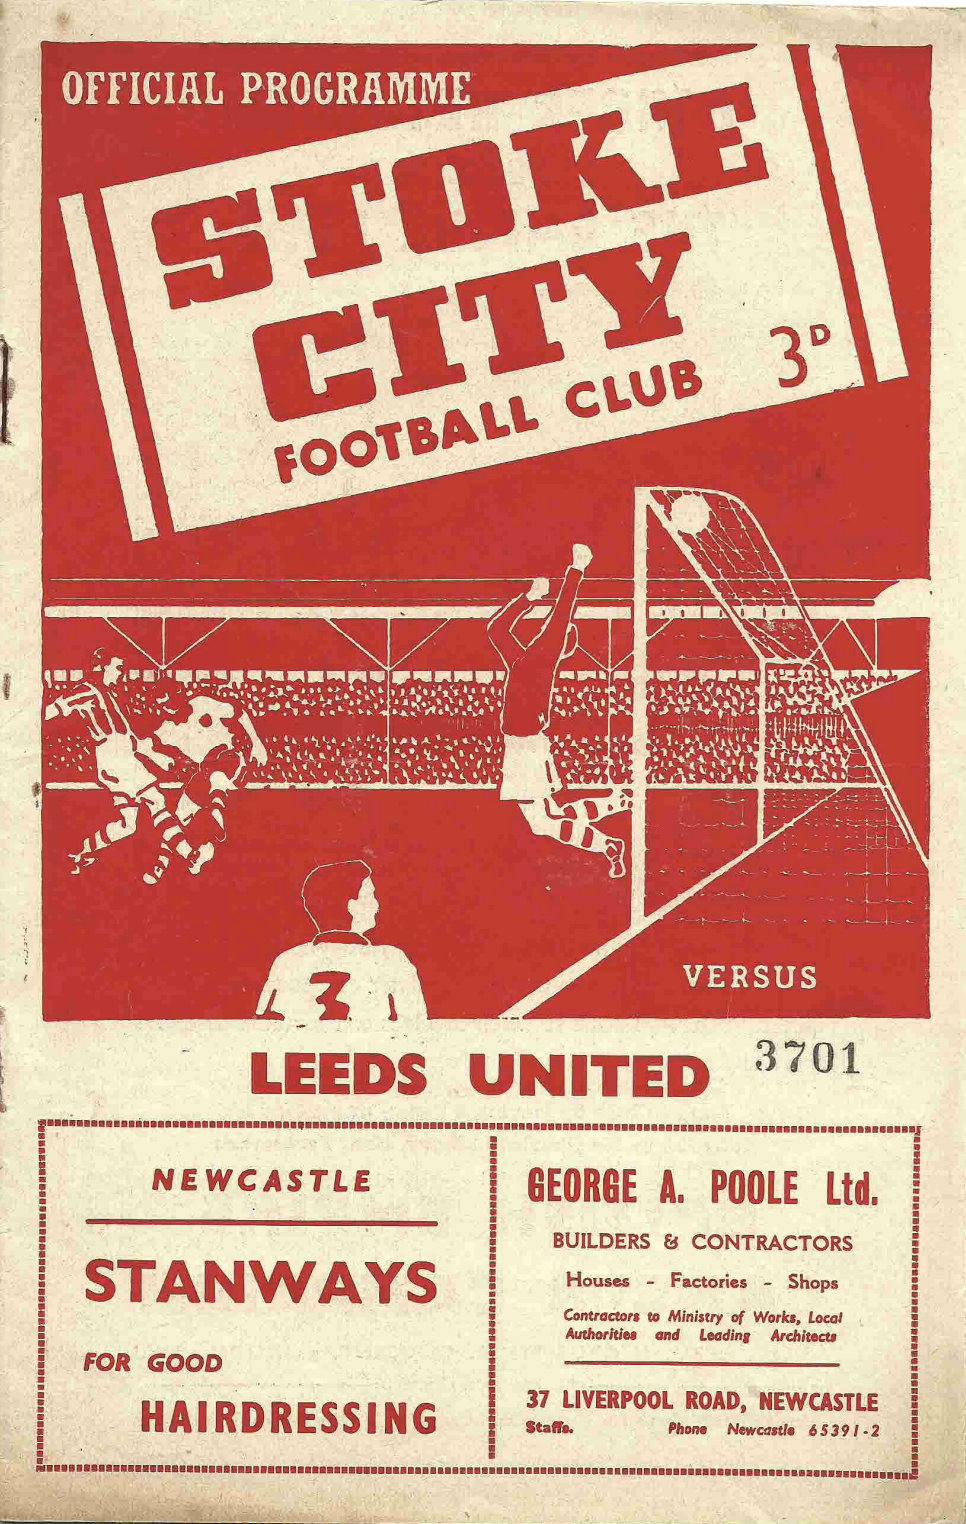 OFFICIAL PROGRAMME
STOKE
CITY
FOOTBALL CLUB
3D
3
VERSUS
LEEDS UNITED
3701
NEWCASTLE
STANWAYS
FOR GOOD
HAIRDRESSING
GEORGE A. POOLE Ltd.
BUILDERS & CONTRACTORS
Houses - Factories - Shops
Contractors to Ministry of Works, Local
Authorities and Leading Architects
37 LIVERPOOL ROAD, NEWCASTLE
Staffs. Phone Newcastle 65391-2